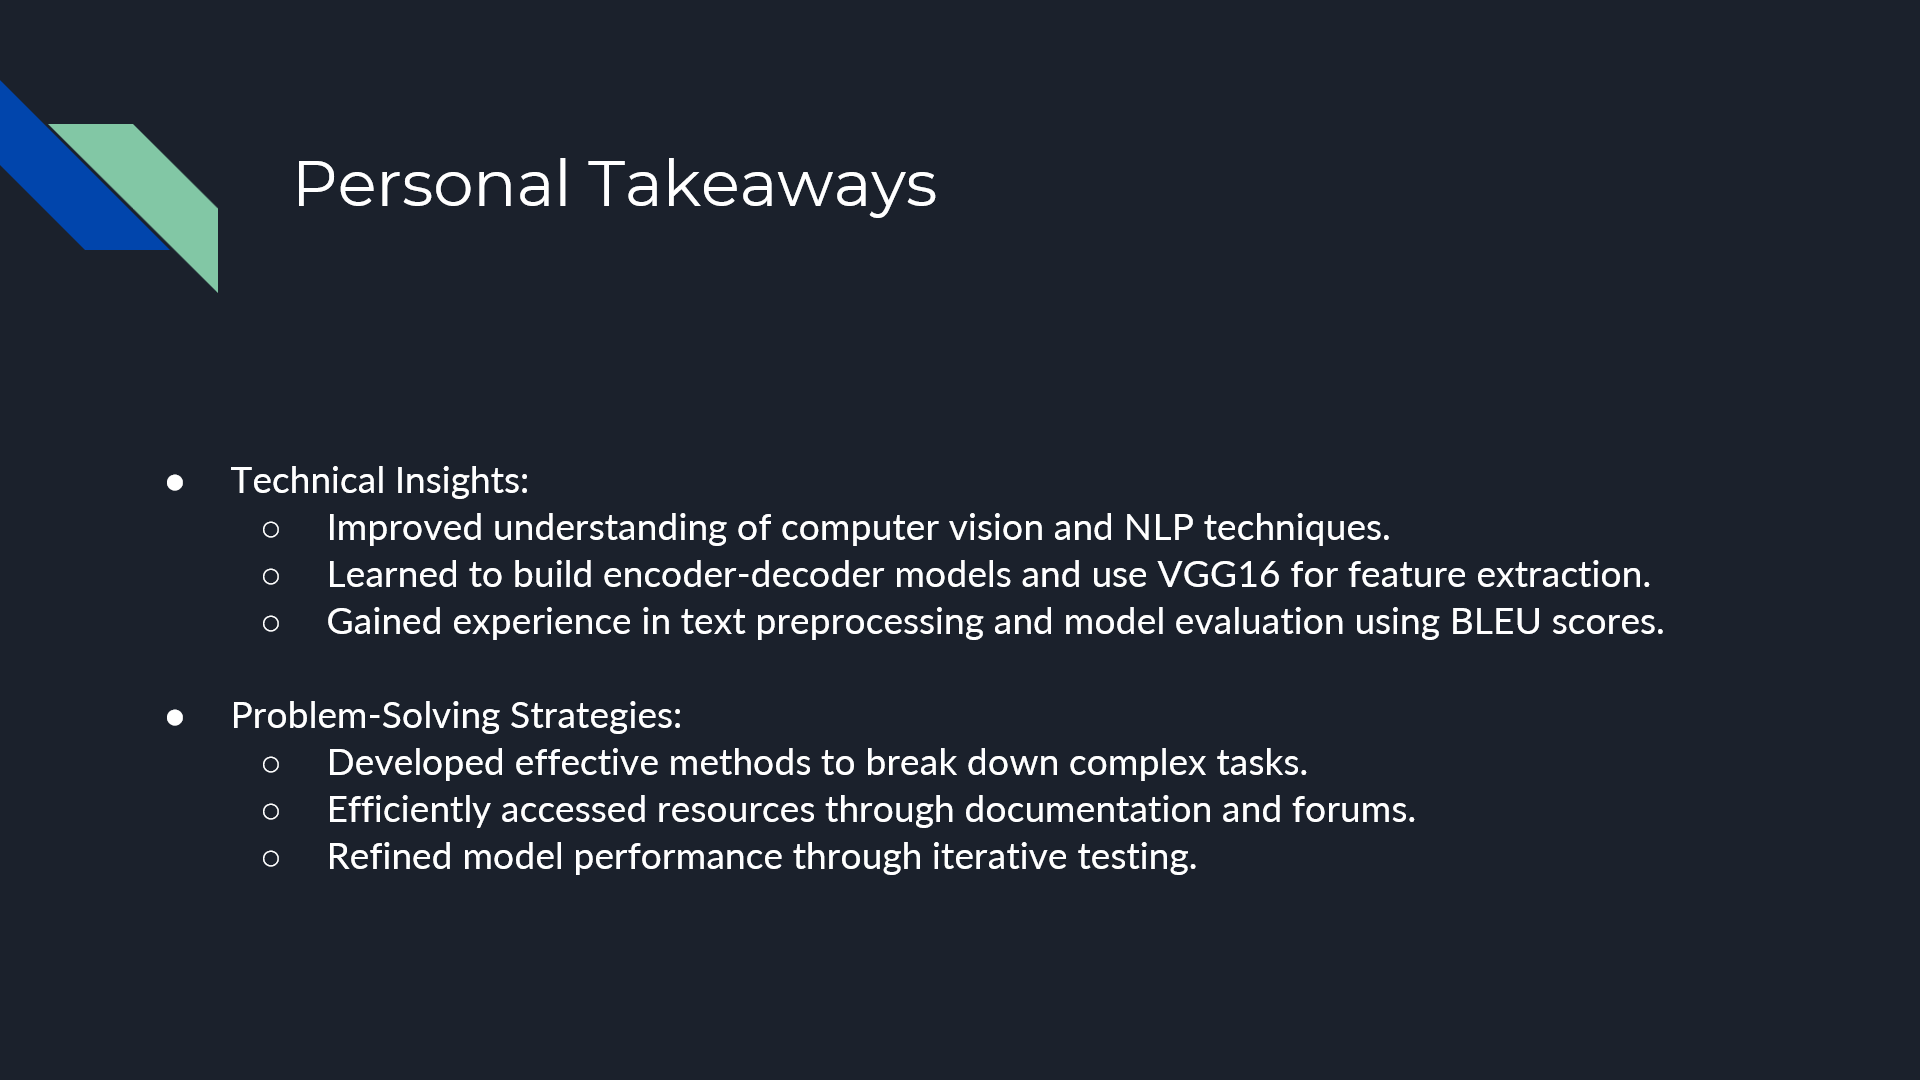 Personal Takeaways
● Technical Insights:
○ Improved understanding of computer vision and NLP techniques.
○ Learned to build encoder-decoder models and use VGG16 for feature extraction.
○ Gained experience in text preprocessing and model evaluation using BLEU scores.
● Problem-Solving Strategies:
○ Developed effective methods to break down complex tasks.
○ Efficiently accessed resources through documentation and forums.
○ Refined model performance through iterative testing.